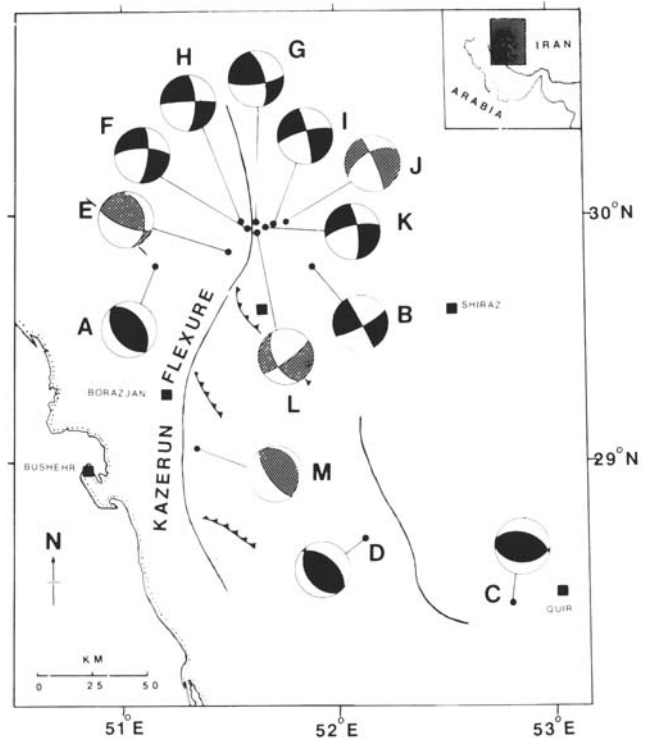 G
H
IRAN
ARABIA
F
I
J
E
K
30°N
A
B
SHIRAZ
L
BORAZJAN
KAZERUN FLEXURE
BUSHEHR
29°N
M
N
D
C
QUIR
KM
0 25 50
51°E
52°E
53°E